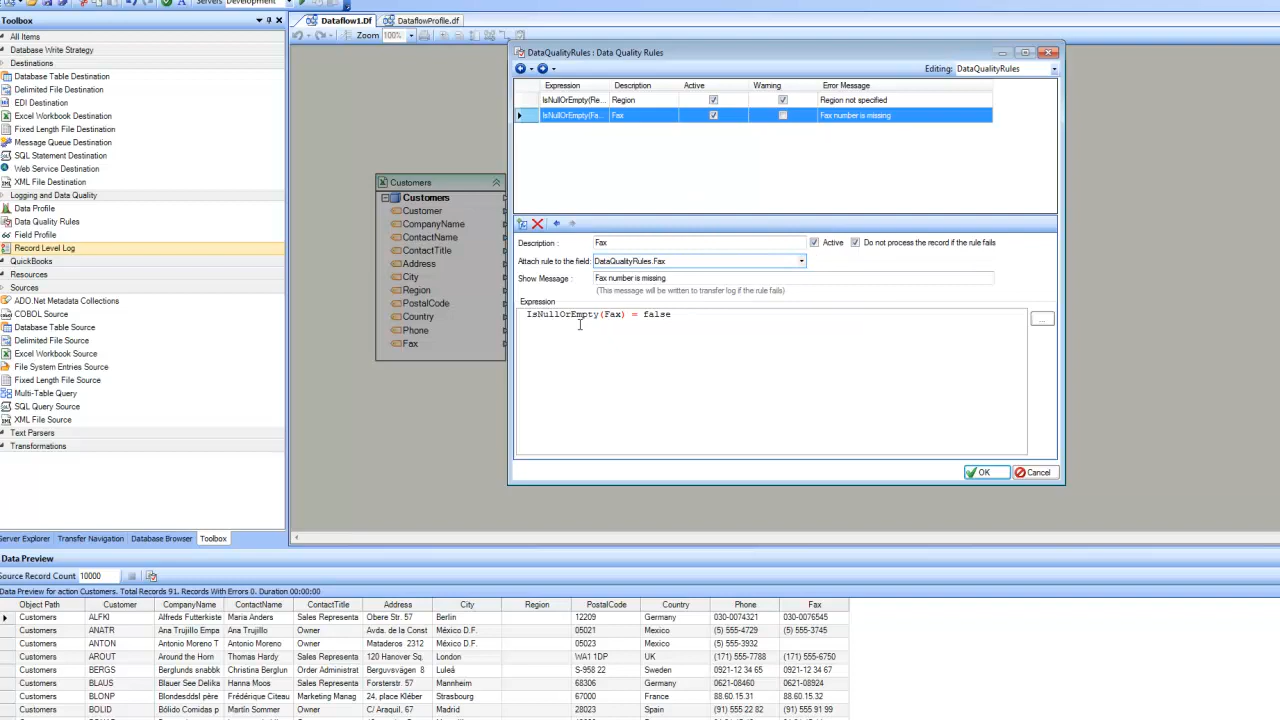 Servers Development
Toolbox
All Items
Database Write Strategy
Destinations
Database Table Destination
Delimited File Destination
EDI Destination
Excel Workbook Destination
Fixed Length File Destination
Message Queue Destination
SQL Statement Destination
Web Service Destination
XML File Destination
Logging and Data Quality
Data Profile
Data Quality Rules
Field Profile
Record Level Log
QuickBooks
Resources
Sources
ADO.Net Metadata Collections
COBOL Source
Database Table Source
Delimited File Source
Excel Workbook Source
File System Entries Source
Fixed Length File Source
Multi-Table Query
SQL Query Source
XML File Source
Text Parsers
Transformations
Server Explorer Transfer Navigation Database Browser Toolbox
Dataflow1.Df DataflowProfile.df
Zoom 100%
Customers
Customers
Customer
CompanyName
ContactName
ContactTitle
Address
City
Region
PostalCode
Country
Phone
Fax
DataQualityRules : Data Quality Rules
Editing: DataQualityRules
Expression Description Active Warning Error Message
IsNullOrEmpty(Re... Region Region not specified
IsNullOrEmpty(Fa... Fax Fax number is missing
Description : Fax Active Do not process the record if the rule fails
Attach rule to the field: DataQualityRules.Fax
Show Message : Fax number is missing
(This message will be written to transfer log if the rule fails)
Expression
IsNullOrEmpty(Fax) = false
...
OK Cancel
Data Preview
Source Record Count 10000
Data Preview for action Customers. Total Records 91. Records With Errors 0. Duration 00:00:00
Object Path Customer CompanyName ContactName ContactTitle Address City Region PostalCode Country Phone Fax
Customers ALFKI Alfreds Futterkiste Maria Anders Sales Representa Obere Str. 57 Berlin 12209 Germany 030-0074321 030-0076545
Customers ANATR Ana Trujillo Empa Ana Trujillo Owner Avda. de la Const México D.F. 05021 Mexico (5) 555-4729 (5) 555-3745
Customers ANTON Antonio Moreno T Antonio Moreno Owner Mataderos 2312 México D.F. 05023 Mexico (5) 555-3932
Customers AROUT Around the Horn Thomas Hardy Sales Representa 120 Hanover Sq. London WA1 1DP UK (171) 555-7788 (171) 555-6750
Customers BERGS Berglunds snabbk Christina Berglun Order Administrat Berguvsvägen 8 Luleå S-958 22 Sweden 0921-12 34 65 0921-12 34 67
Customers BLAUS Blauer See Delika Hanna Moos Sales Representa Forsterstr. 57 Mannheim 68306 Germany 0621-08460 0621-08924
Customers BLONP Blondesddsl père Frédérique Citeau Marketing Manag 24, place Kléber Strasbourg 67000 France 88.60.15.31 88.60.15.32
Customers BOLID Bólido Comidas p Martín Sommer Owner C/ Araquil, 67 Madrid 28023 Spain (91) 555 22 82 (91) 555 91 99